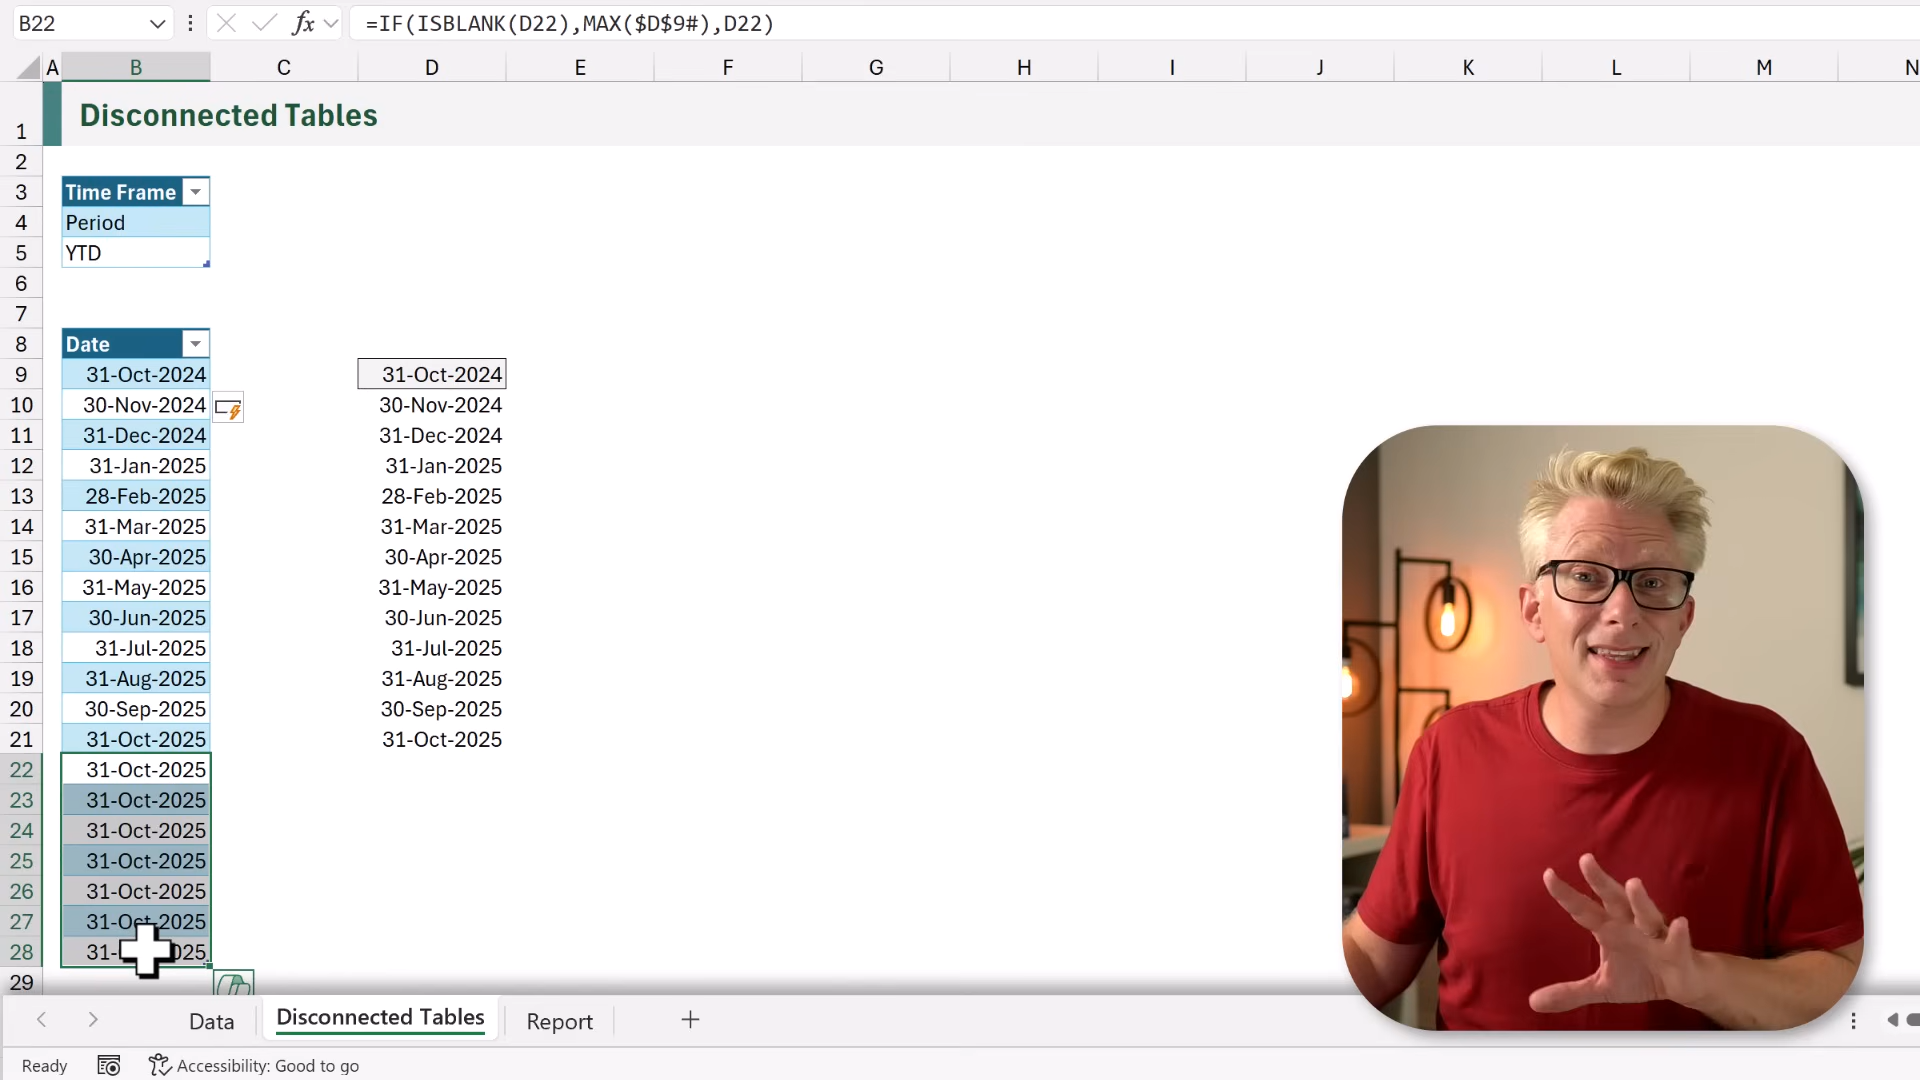 B22
fx
=IF(ISBLANK(D22),MAX($D$9#),D22)
A B C D E F G H I J K L M N
1 Disconnected Tables
2
3 Time Frame
4 Period
5 YTD
6
7
8 Date
9 31-Oct-2024 31-Oct-2024
10 30-Nov-2024 30-Nov-2024
11 31-Dec-2024 31-Dec-2024
12 31-Jan-2025 31-Jan-2025
13 28-Feb-2025 28-Feb-2025
14 31-Mar-2025 31-Mar-2025
15 30-Apr-2025 30-Apr-2025
16 31-May-2025 31-May-2025
17 30-Jun-2025 30-Jun-2025
18 31-Jul-2025 31-Jul-2025
19 31-Aug-2025 31-Aug-2025
20 30-Sep-2025 30-Sep-2025
21 31-Oct-2025 31-Oct-2025
22 31-Oct-2025
23 31-Oct-2025
24 31-Oct-2025
25 31-Oct-2025
26 31-Oct-2025
27 31-Oct-2025
28
29
Data Disconnected Tables Report
Ready Accessibility: Good to go